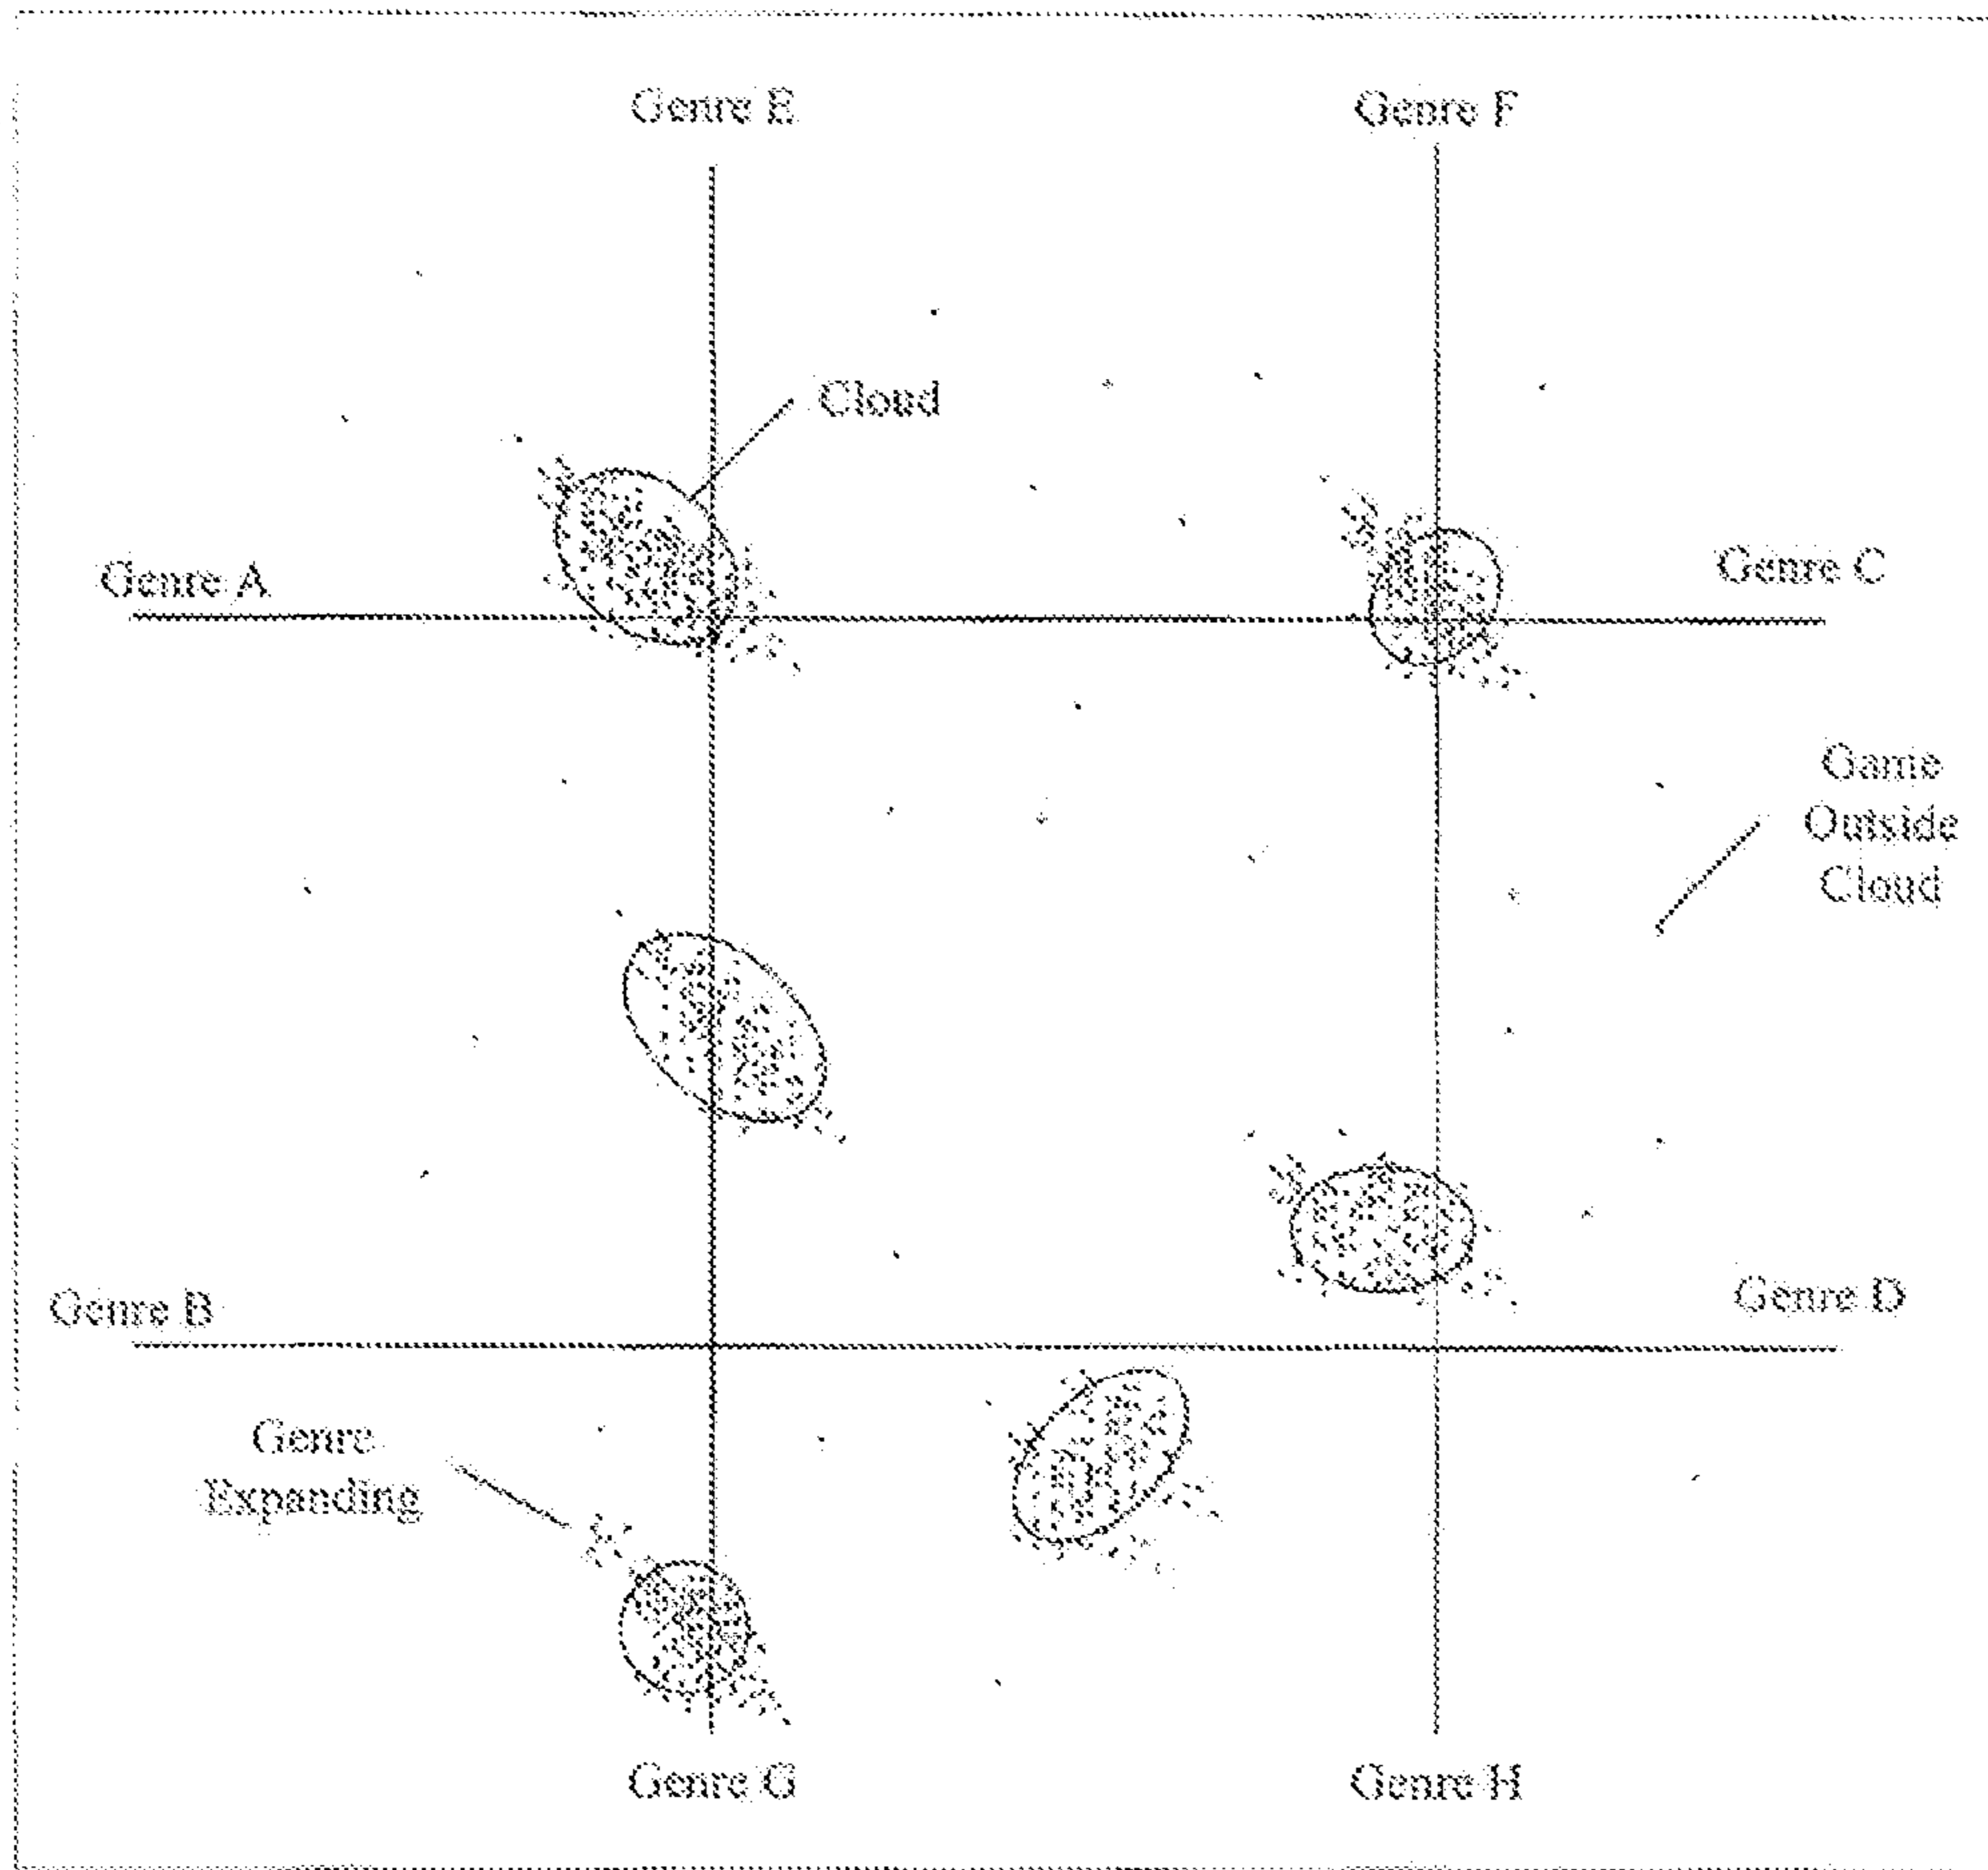 Genre E
Genre F
Cloud
Genre A
Genre C
Game
Outside
Cloud
Genre B
Genre D
Genre
Expanding
Genre G
Genre H